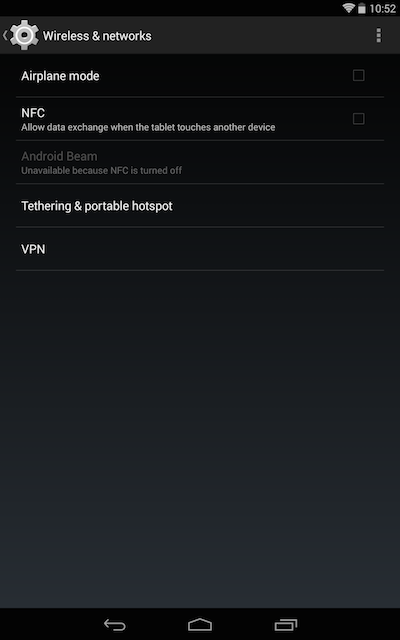 10:52
Wireless & networks
Airplane mode
NFC
Allow data exchange when the tablet touches another device
Android Beam
Unavailable because NFC is turned off
Tethering & portable hotspot
VPN